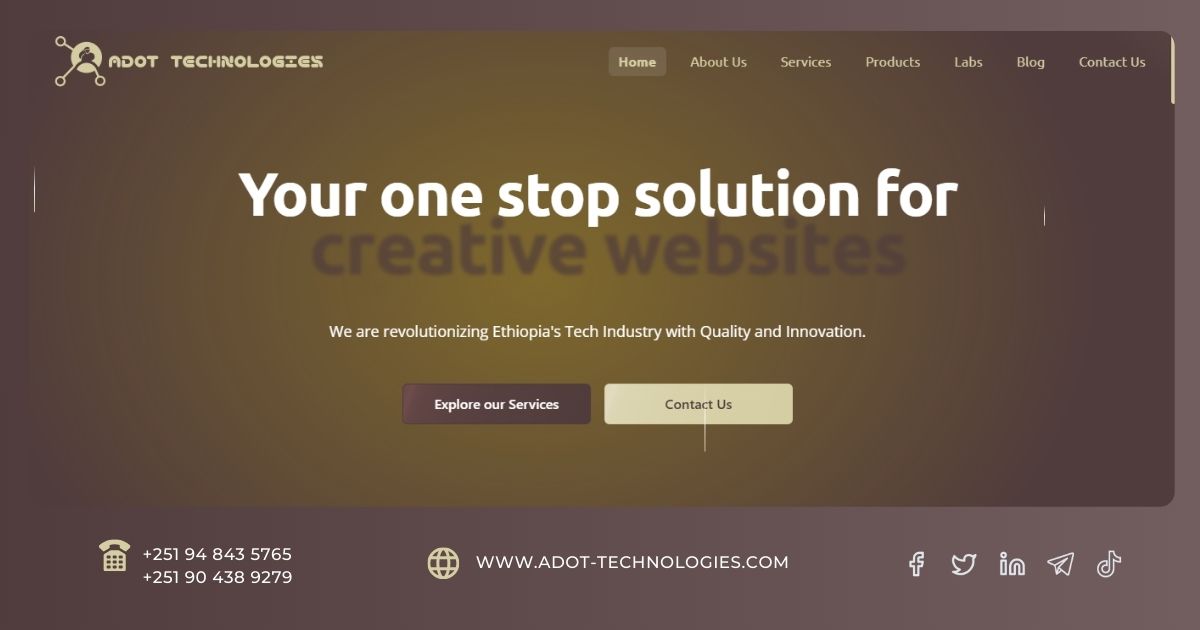 ADOT TECHNOLOGIES
Home About Us Services Products Labs Blog Contact Us
Your one stop solution for
creative websites
We are revolutionizing Ethiopia's Tech Industry with Quality and Innovation.
Explore our Services Contact Us
+251 94 843 5765
+251 90 438 9279
WWW.ADOT-TECHNOLOGIES.COM